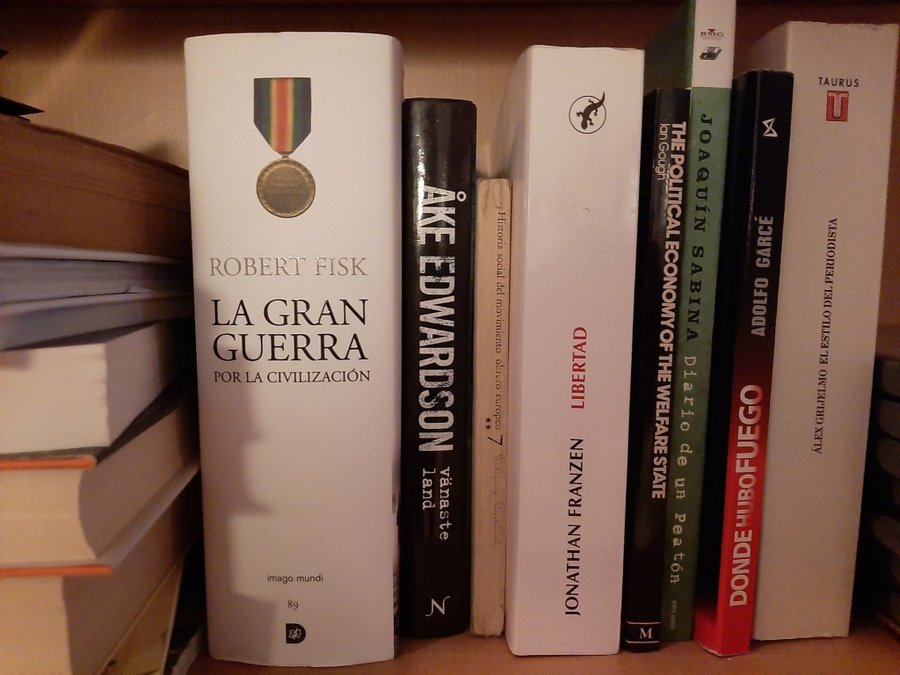 ROBERT FISK
LA GRAN
GUERRA
POR LA CIVILIZACIÓN
imago mundi
89
D
ÅKE EDWARDSON
vänaste
land
N
Historia social del movimiento obrero europeo
7
JONATHAN FRANZEN
LIBERTAD
THE POLITICAL ECONOMY OF THE WELFARE STATE
Ian Gough
M
BMG
JOAQUÍN SABINA Diario de un Peatón
DONDE HUBO FUEGO
ADOLFO GARCÉ
TAURUS
T
ÁLEX GRIJELMO EL ESTILO DEL PERIODISTA